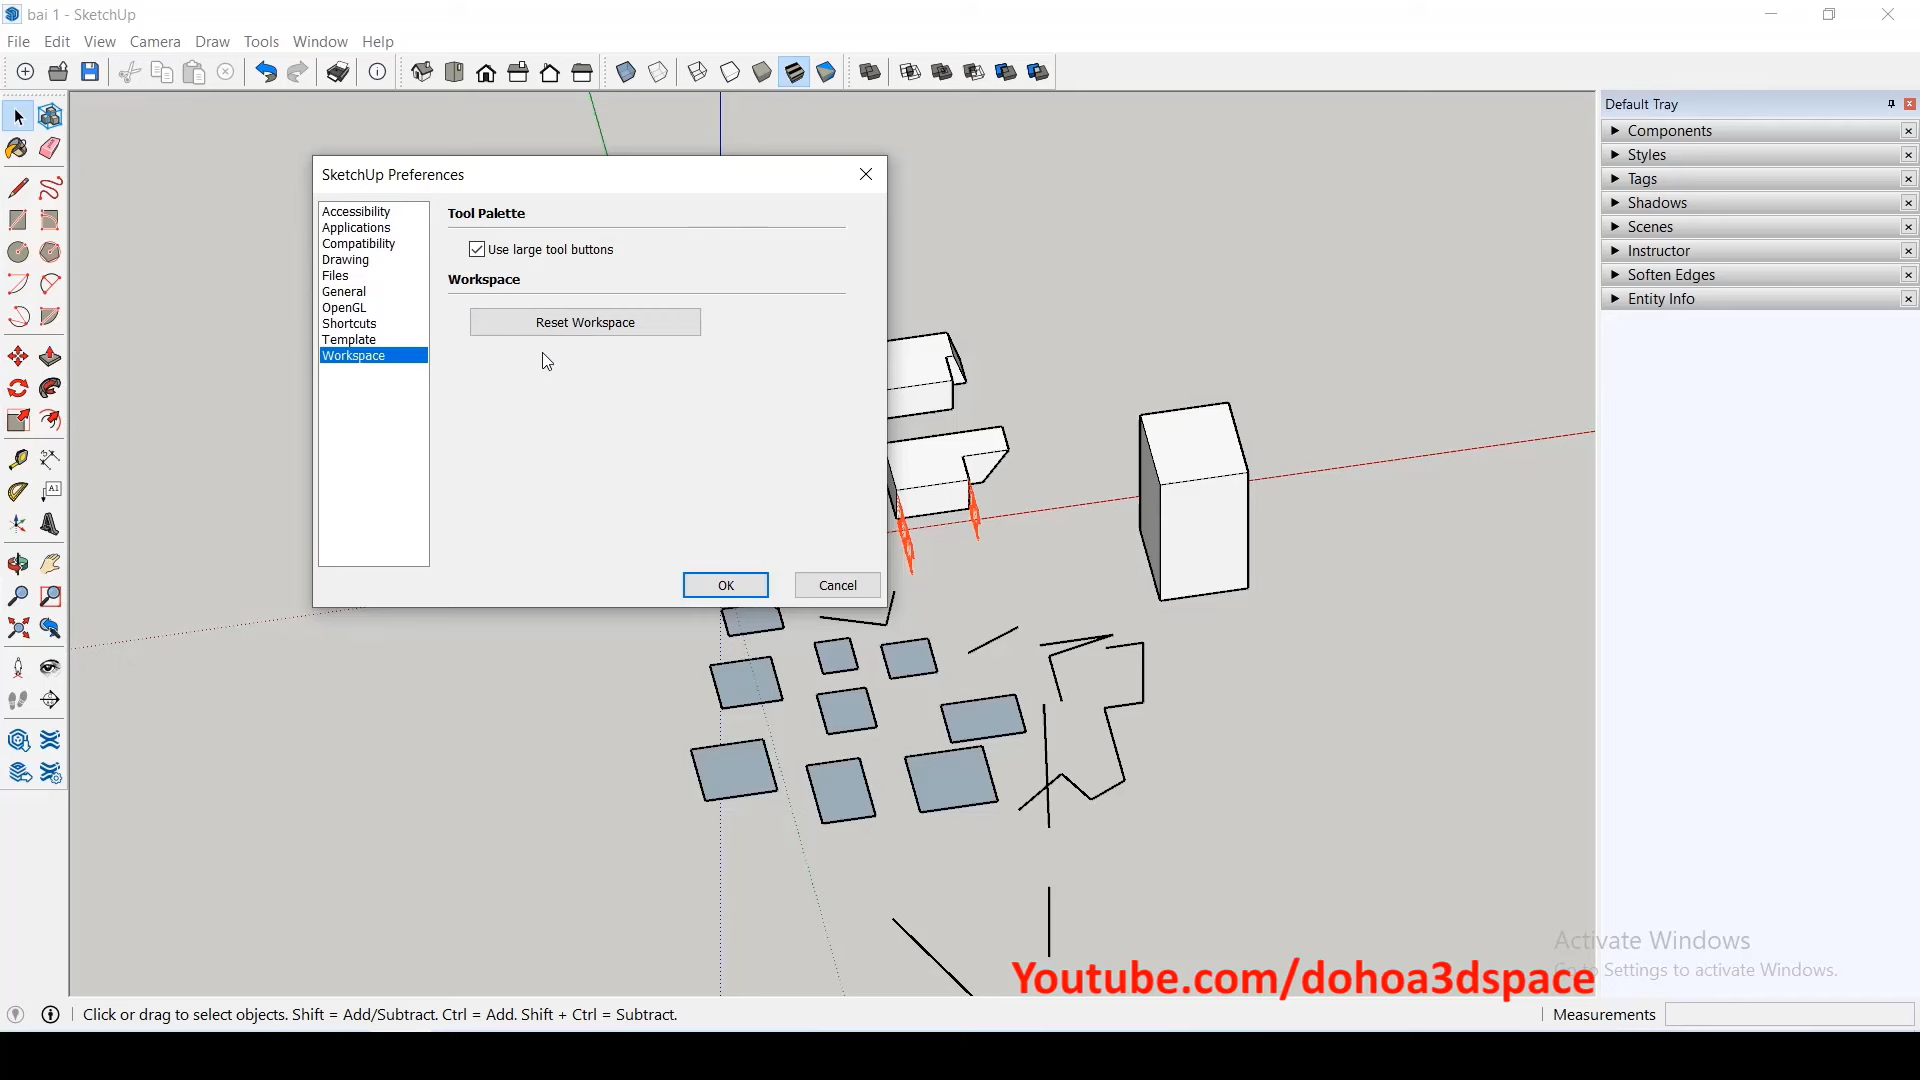 bai 1 - SketchUp
File Edit View Camera Draw Tools Window Help
Default Tray
Components
Styles
Tags
Shadows
Scenes
Instructor
Soften Edges
Entity Info
SketchUp Preferences
Accessibility
Applications
Compatibility
Drawing
Files
General
OpenGL
Shortcuts
Template
Workspace
Tool Palette
Use large tool buttons
Workspace
Reset Workspace
OK Cancel
A1
Activate Windows
Go to Settings to activate Windows.
Youtube.com/dohoa3dspace
Click or drag to select objects. Shift = Add/Subtract. Ctrl = Add. Shift + Ctrl = Subtract.
Measurements